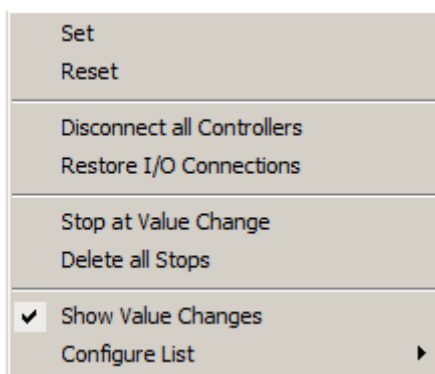 Set
Reset
Disconnect all Controllers
Restore I/O Connections
Stop at Value Change
Delete all Stops
Show Value Changes
Configure List